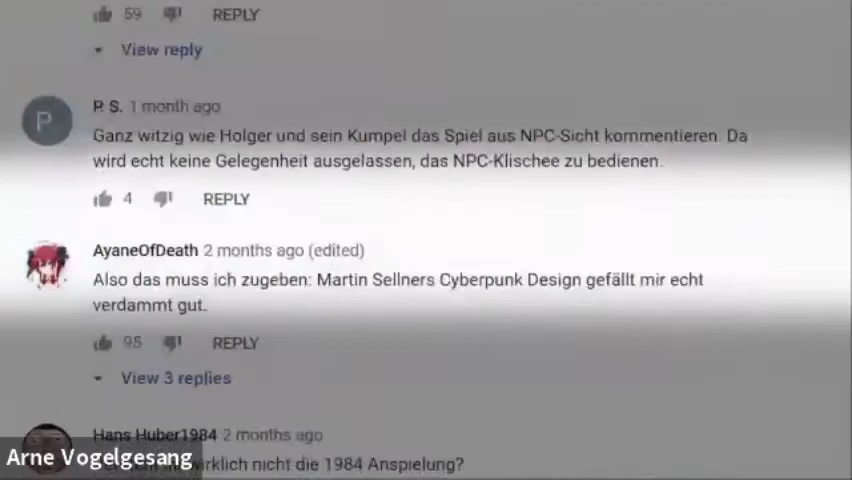 59 REPLY
View reply
P. S. 1 month ago
Ganz witzig wie Holger und sein Kumpel das Spiel aus NPC-Sicht kommentieren. Da
wird echt keine Gelegenheit ausgelassen, das NPC-Klischee zu bedienen.
4 REPLY
AyaneOfDeath 2 months ago (edited)
Also das muss ich zugeben: Martin Sellners Cyberpunk Design gefällt mir echt
verdammt gut.
95 REPLY
View 3 replies
Hans Huber1984 2 months ago
wirklich nicht die 1984 Anspielung?
Arne Vogelgesang